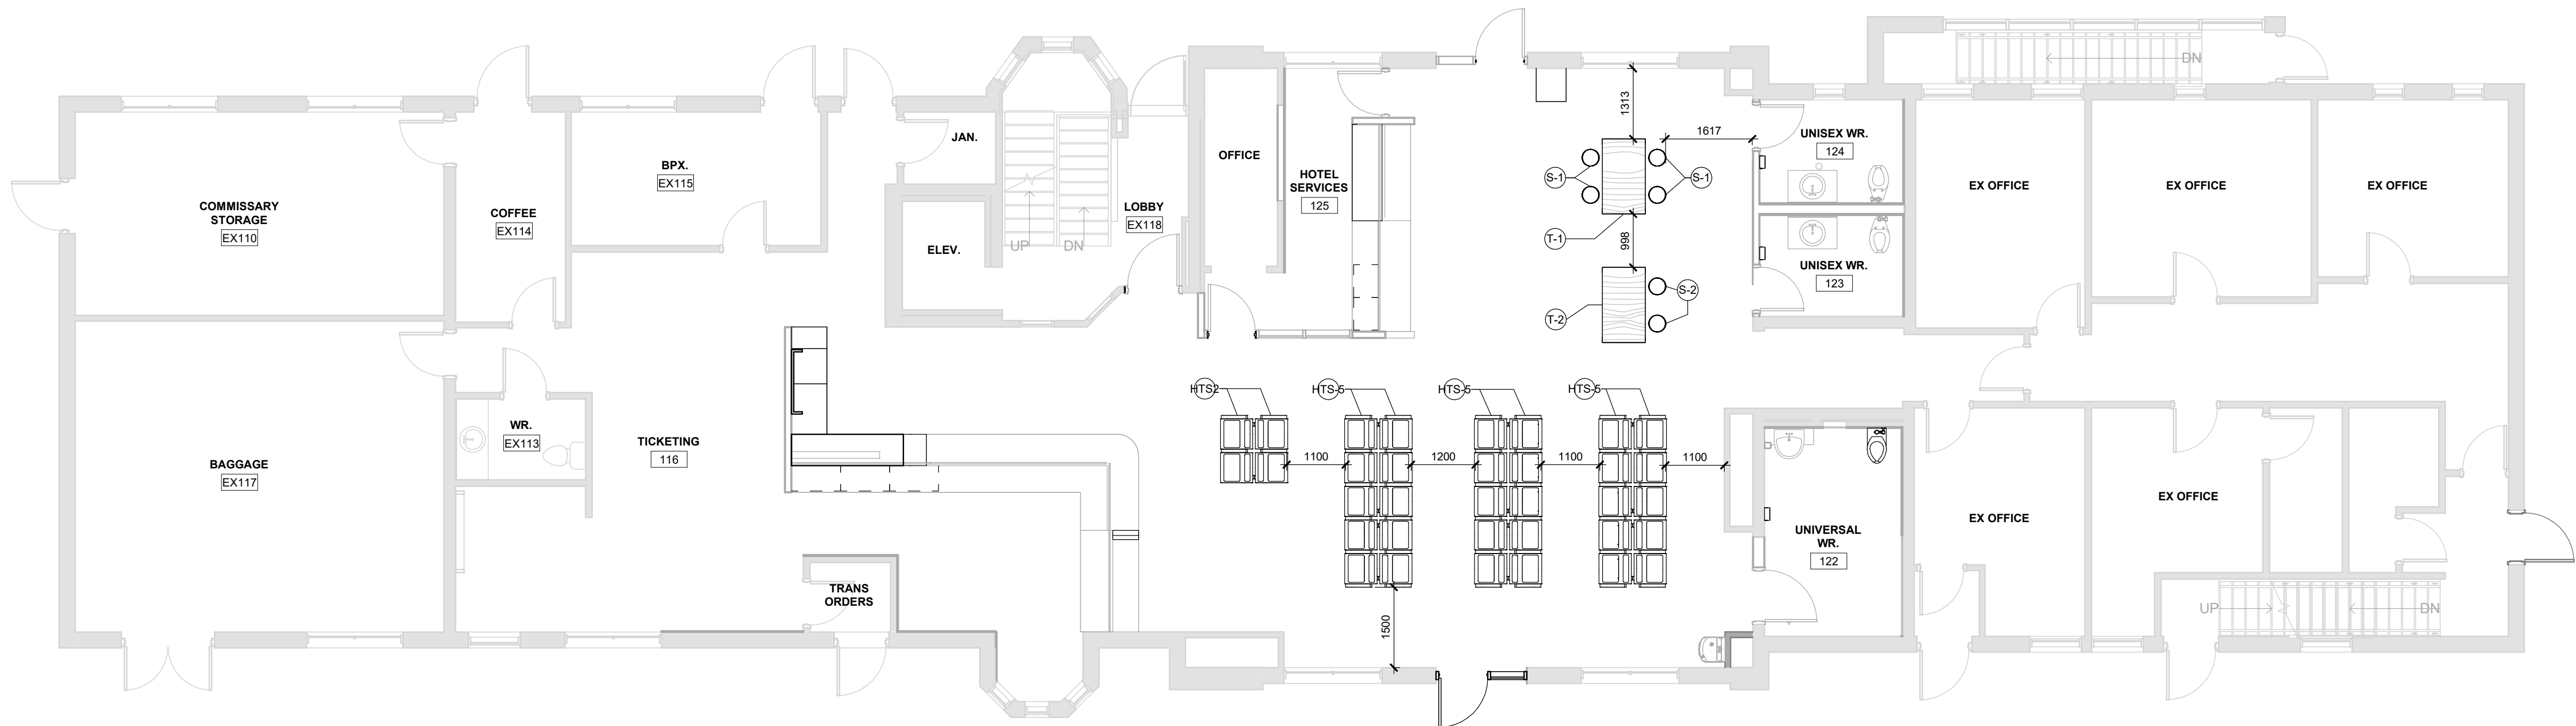 DN
JAN.
BPX.
EX115
OFFICE
1313
1617
UNISEX WR.
124
S-1
S-1
HOTEL
SERVICES
125
EX OFFICE
EX OFFICE
EX OFFICE
COMMISSARY
STORAGE
EX110
COFFEE
EX114
LOBBY
EX118
UP
DN
ELEV.
T-1
998
UNISEX WR.
123
S-2
T-2
HTS2
HTS-5
HTS-5
HTS-5
WR.
EX113
TICKETING
116
BAGGAGE
EX117
1100
1200
1100
1100
EX OFFICE
EX OFFICE
UNIVERSAL
WR.
122
TRANS
ORDERS
1500
UP
DN